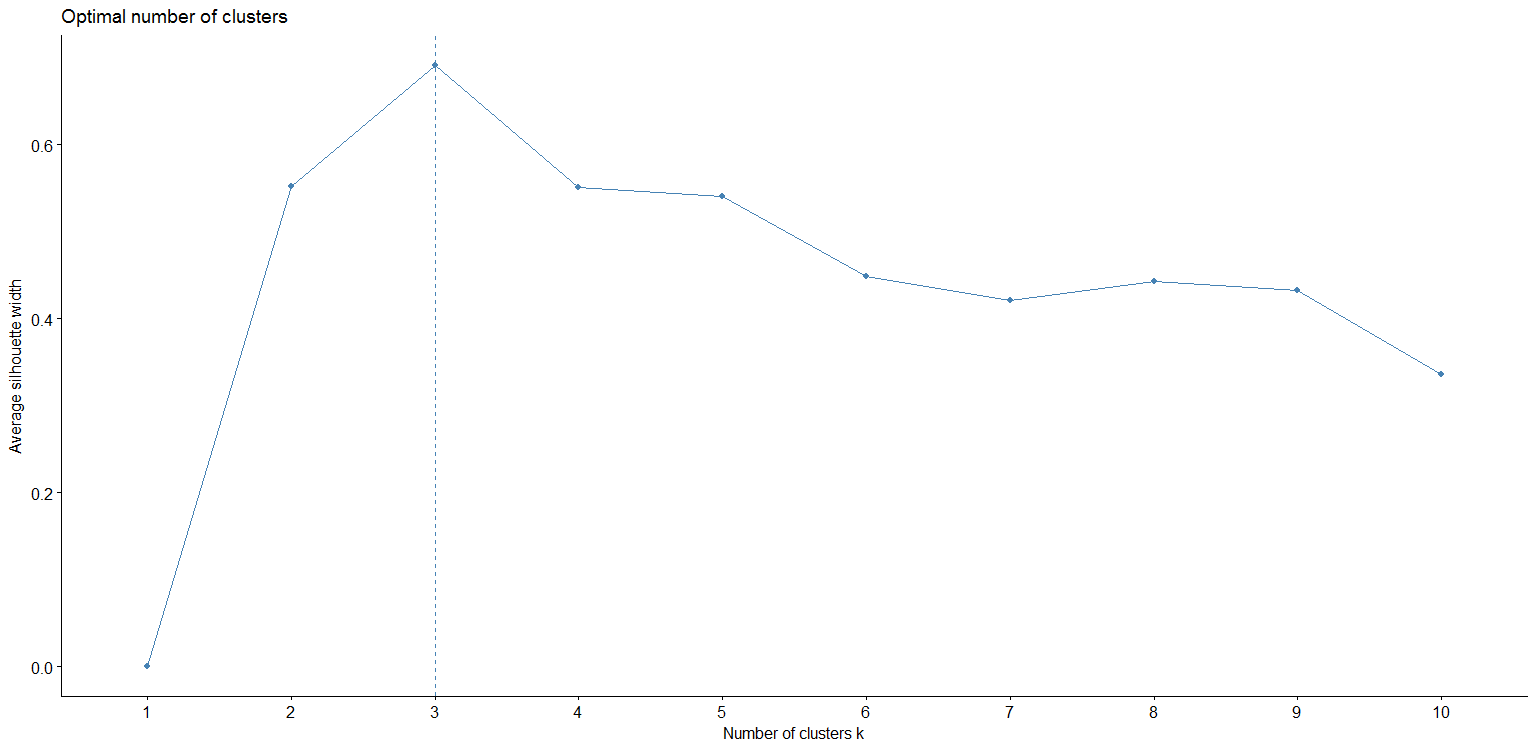 Optimal number of clusters
Average silhouette width
0.6
0.4
0.2
0.0
1 2 3 4 5 6 7 8 9 10
Number of clusters k